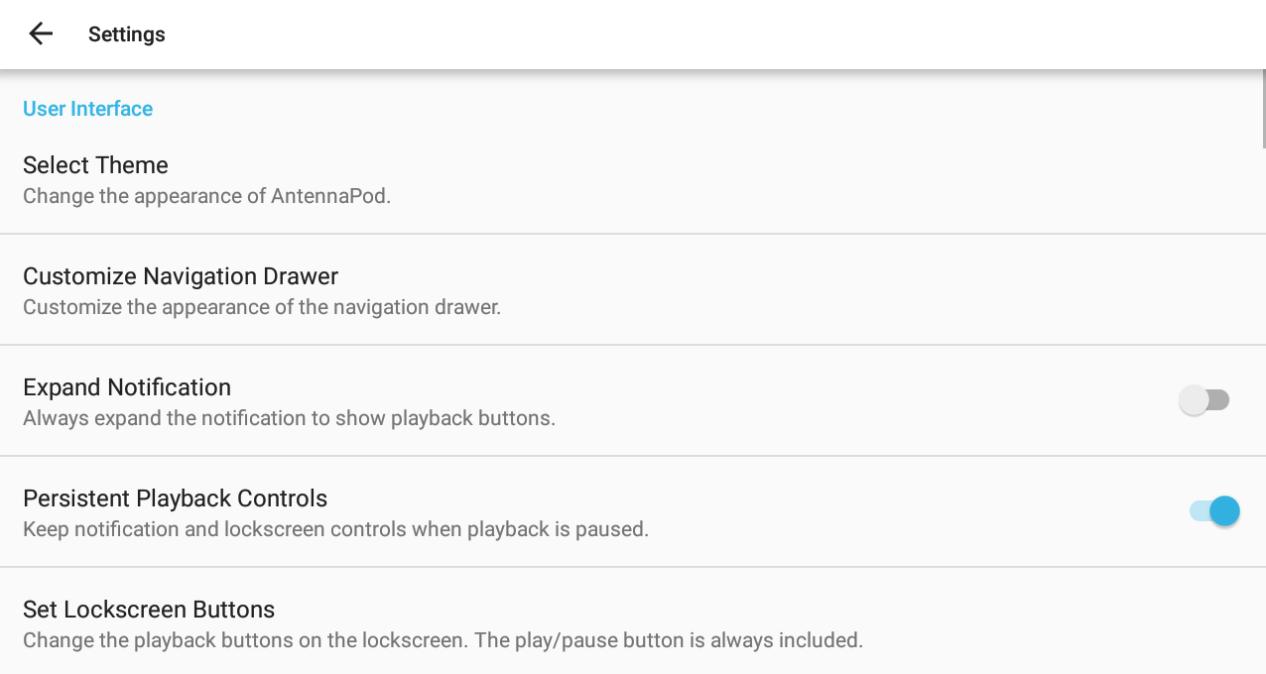 Settings
User Interface
Select Theme
Change the appearance of AntennaPod.
Customize Navigation Drawer
Customize the appearance of the navigation drawer.
Expand Notification
Always expand the notification to show playback buttons.
Persistent Playback Controls
Keep notification and lockscreen controls when playback is paused.
Set Lockscreen Buttons
Change the playback buttons on the lockscreen. The play/pause button is always included.